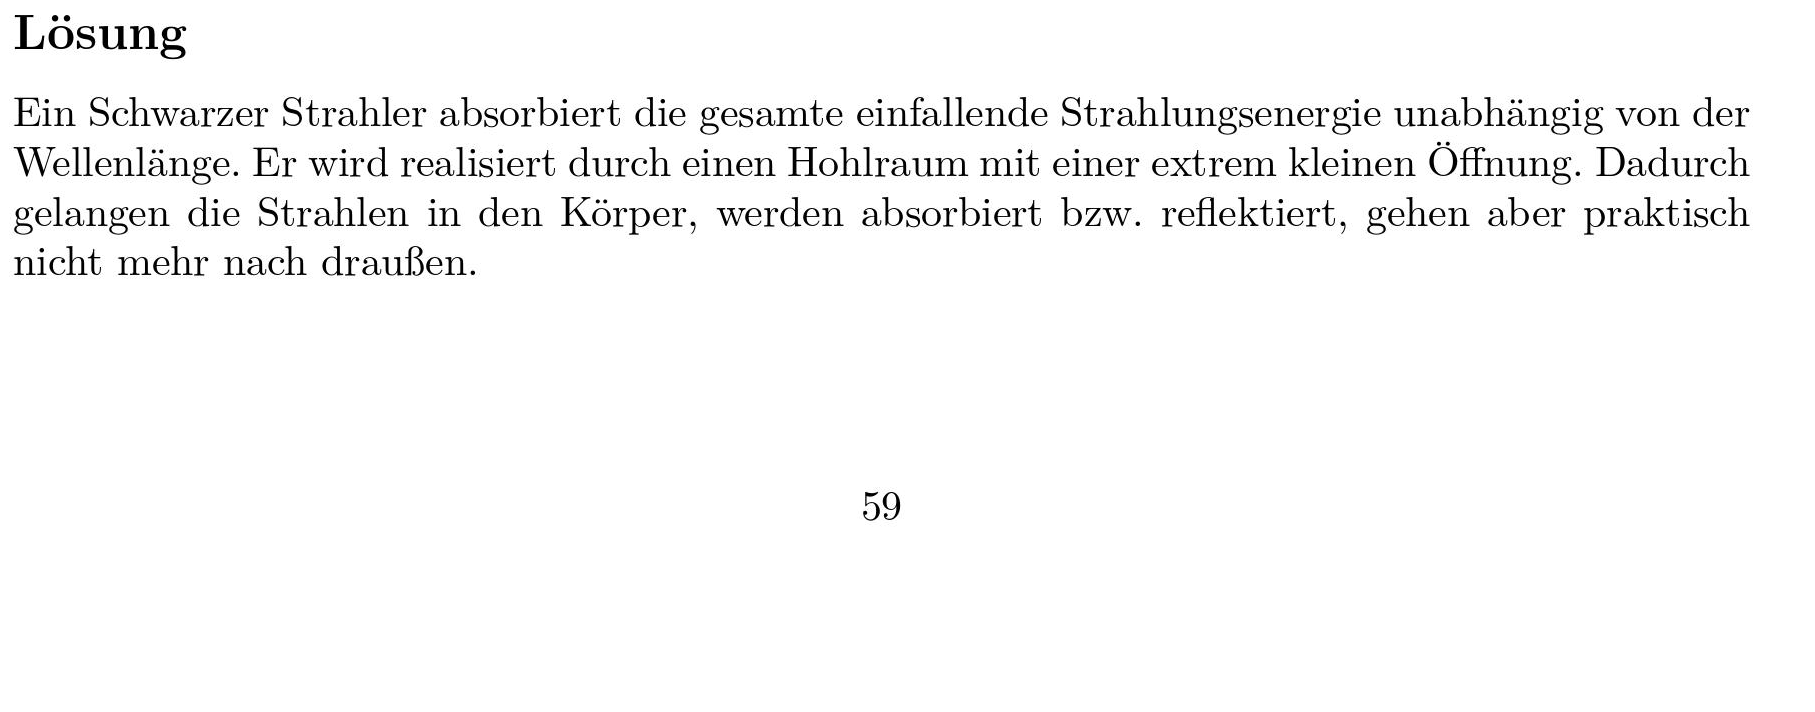 Lösung
Ein Schwarzer Strahler absorbiert die gesamte einfallende Strahlungsenergie unabhängig von der
Wellenlänge. Er wird realisiert durch einen Hohlraum mit einer extrem kleinen Öffnung. Dadurch
gelangen die Strahlen in den Körper, werden absorbiert bzw. reflektiert, gehen aber praktisch
nicht mehr nach draußen.
59